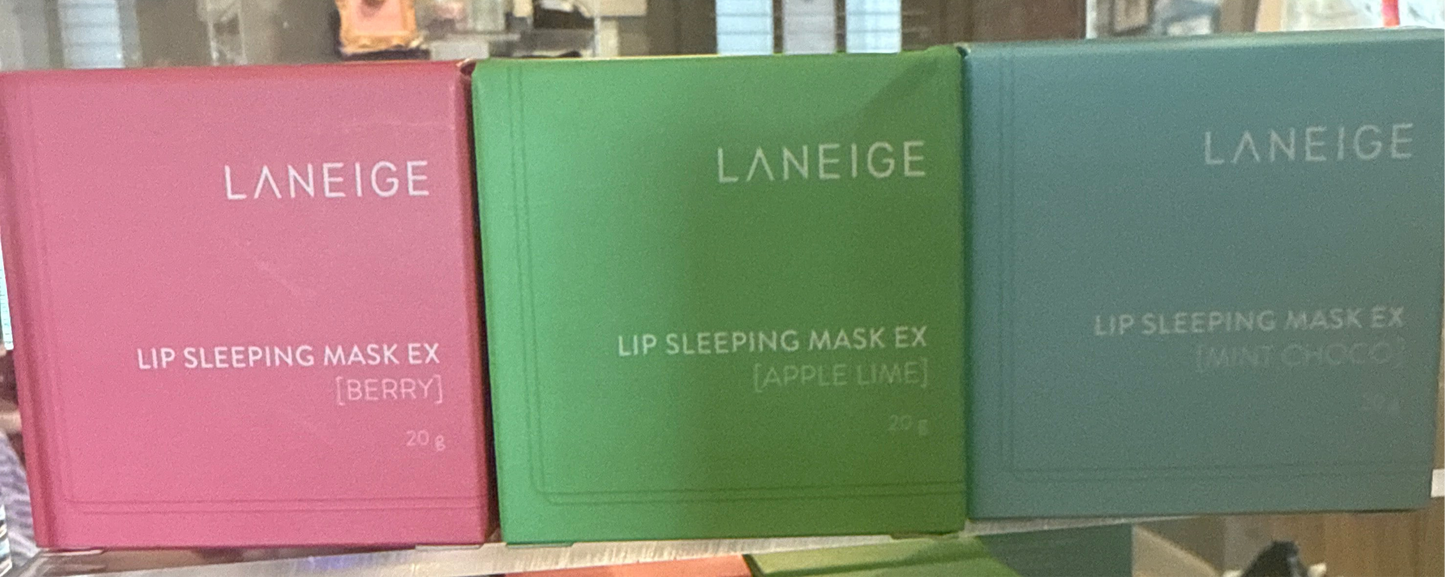 LANEIGE
LIP SLEEPING MASK EX
[BERRY]
20 g
LANEIGE
LIP SLEEPING MASK EX
[APPLE LIME]
20 g
LANEIGE
LIP SLEEPING MASK EX
[MINT CHOCO]
20 g